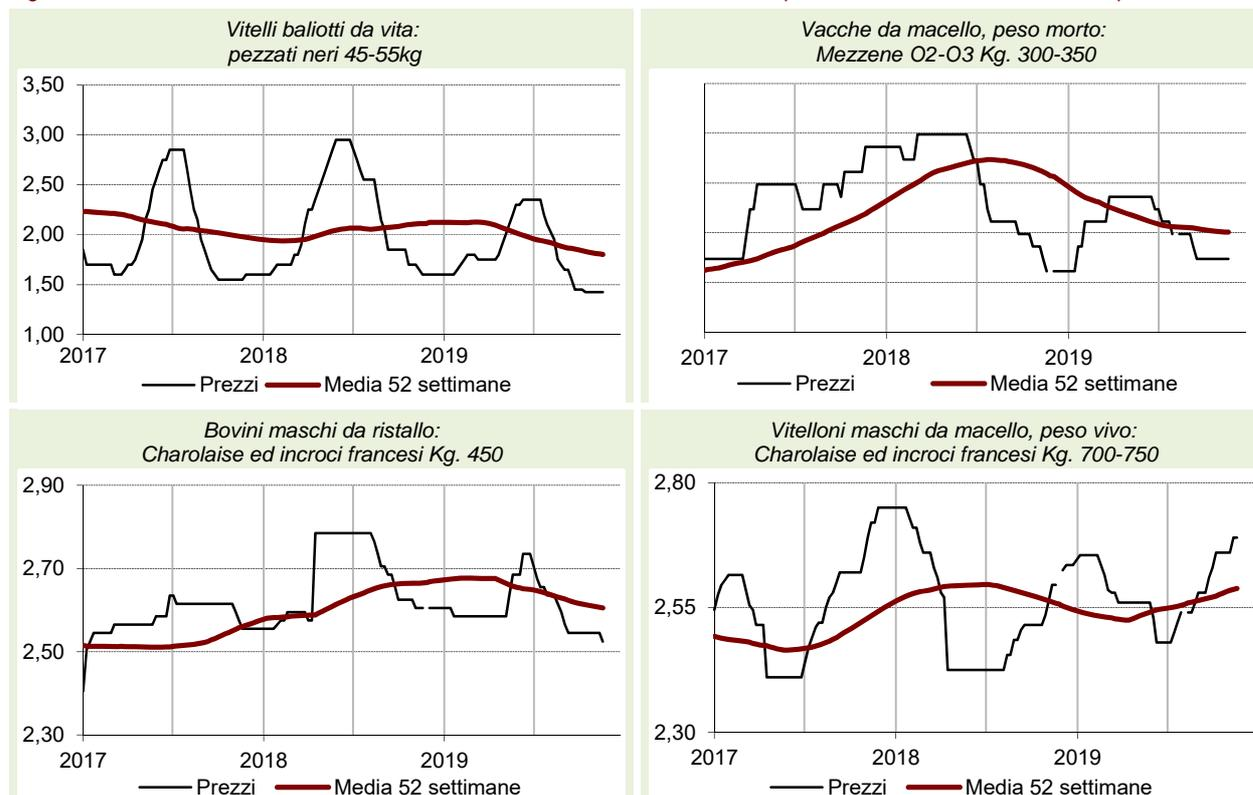 Vitelli baliotti da vita:
pezzati neri 45-55kg
3,50
3,00
2,50
2,00
1,50
1,00
2017 2018 2019
Prezzi Media 52 settimane
Vacche da macello, peso morto:
Mezzene O2-O3 Kg. 300-350
2017 2018 2019
Prezzi Media 52 settimane
Bovini maschi da ristallo:
Charolaise ed incroci francesi Kg. 450
2,90
2,70
2,50
2,30
2017 2018 2019
Prezzi Media 52 settimane
Vitelloni maschi da macello, peso vivo:
Charolaise ed incroci francesi Kg. 700-750
2,80
2,55
2,30
2017 2018 2019
Prezzi Media 52 settimane